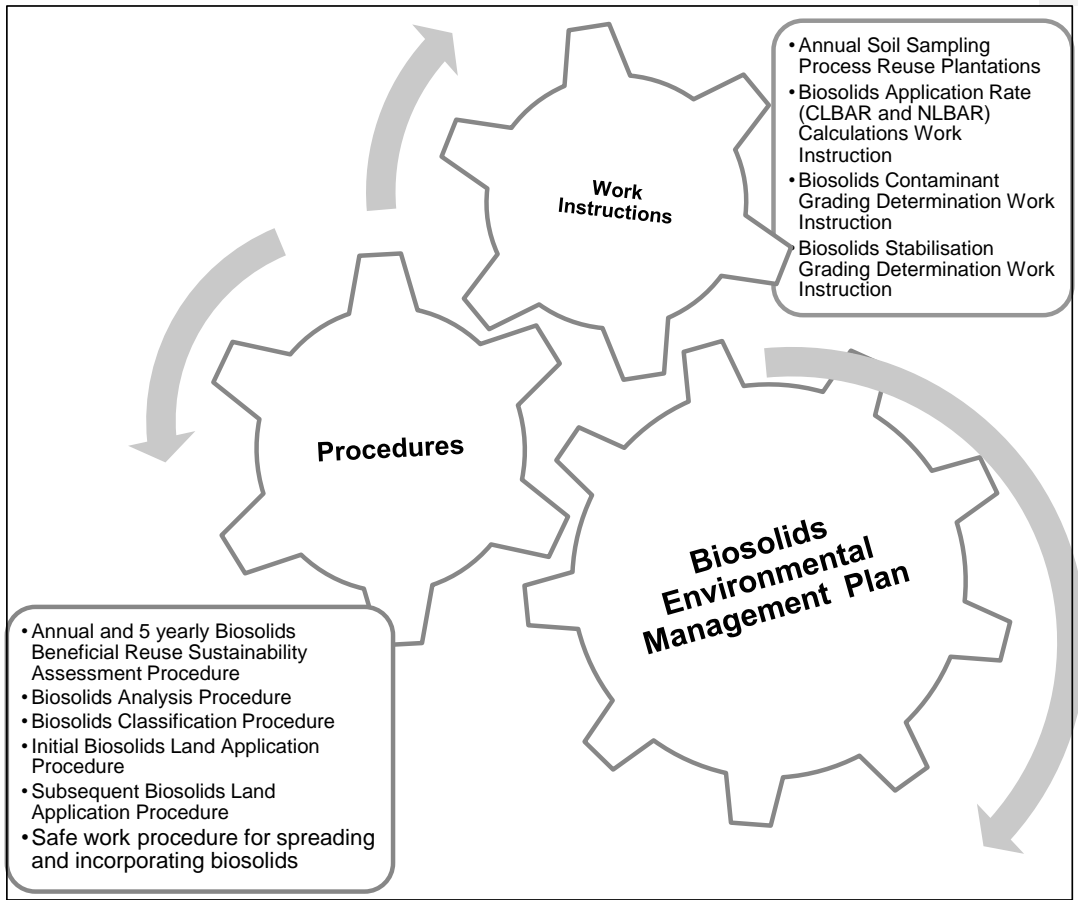 • Annual Soil Sampling
Process Reuse Plantations
• Biosolids Application Rate
(CLBAR and NLBAR)
Calculations Work
Instruction
• Biosolids Contaminant
Grading Determination Work
Instruction
• Biosolids Stabilisation
Grading Determination Work
Instruction
Work
Instructions
Procedures
Biosolids
Environmental
Management Plan
• Annual and 5 yearly Biosolids
Beneficial Reuse Sustainability
Assessment Procedure
• Biosolids Analysis Procedure
• Biosolids Classification Procedure
• Initial Biosolids Land Application
Procedure
• Subsequent Biosolids Land
Application Procedure
• Safe work procedure for spreading
and incorporating biosolids